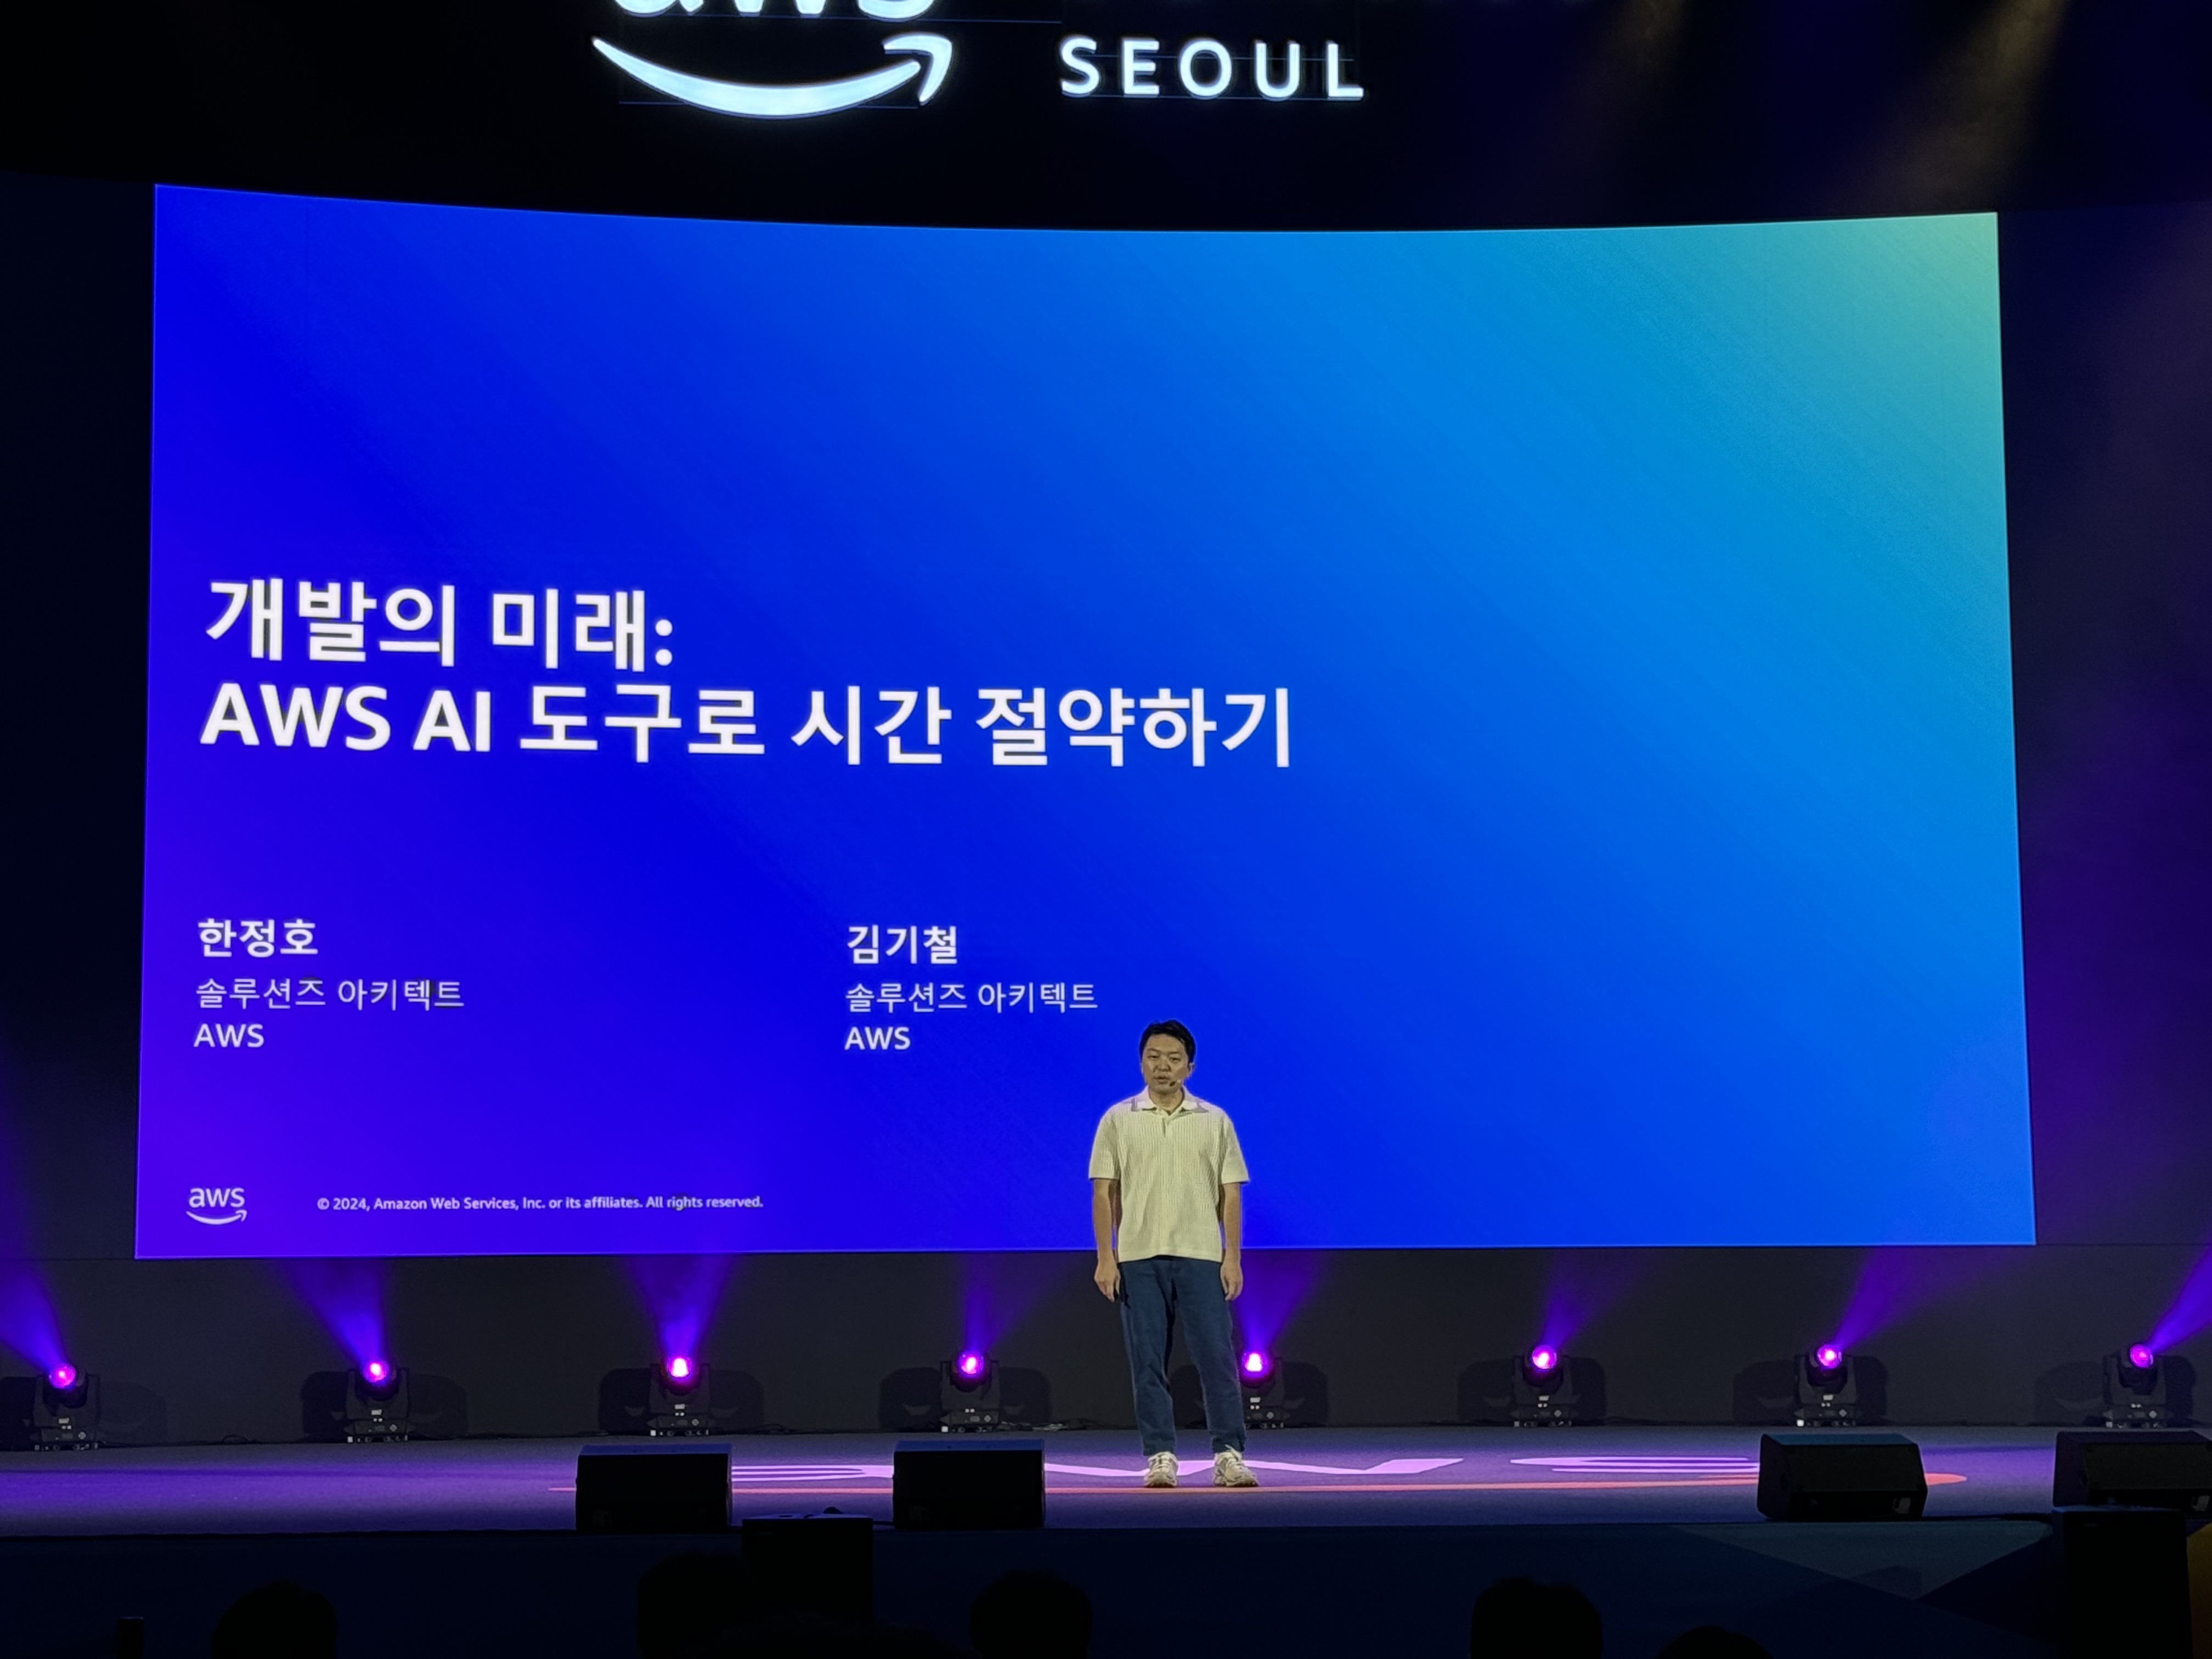 aws
SEOUL
개발의 미래:
AWS AI 도구로 시간 절약하기
한정호
솔루션즈 아키텍트
AWS
김기철
솔루션즈 아키텍트
AWS
aws
© 2024, Amazon Web Services, Inc. or its affiliates. All rights reserved.
aws